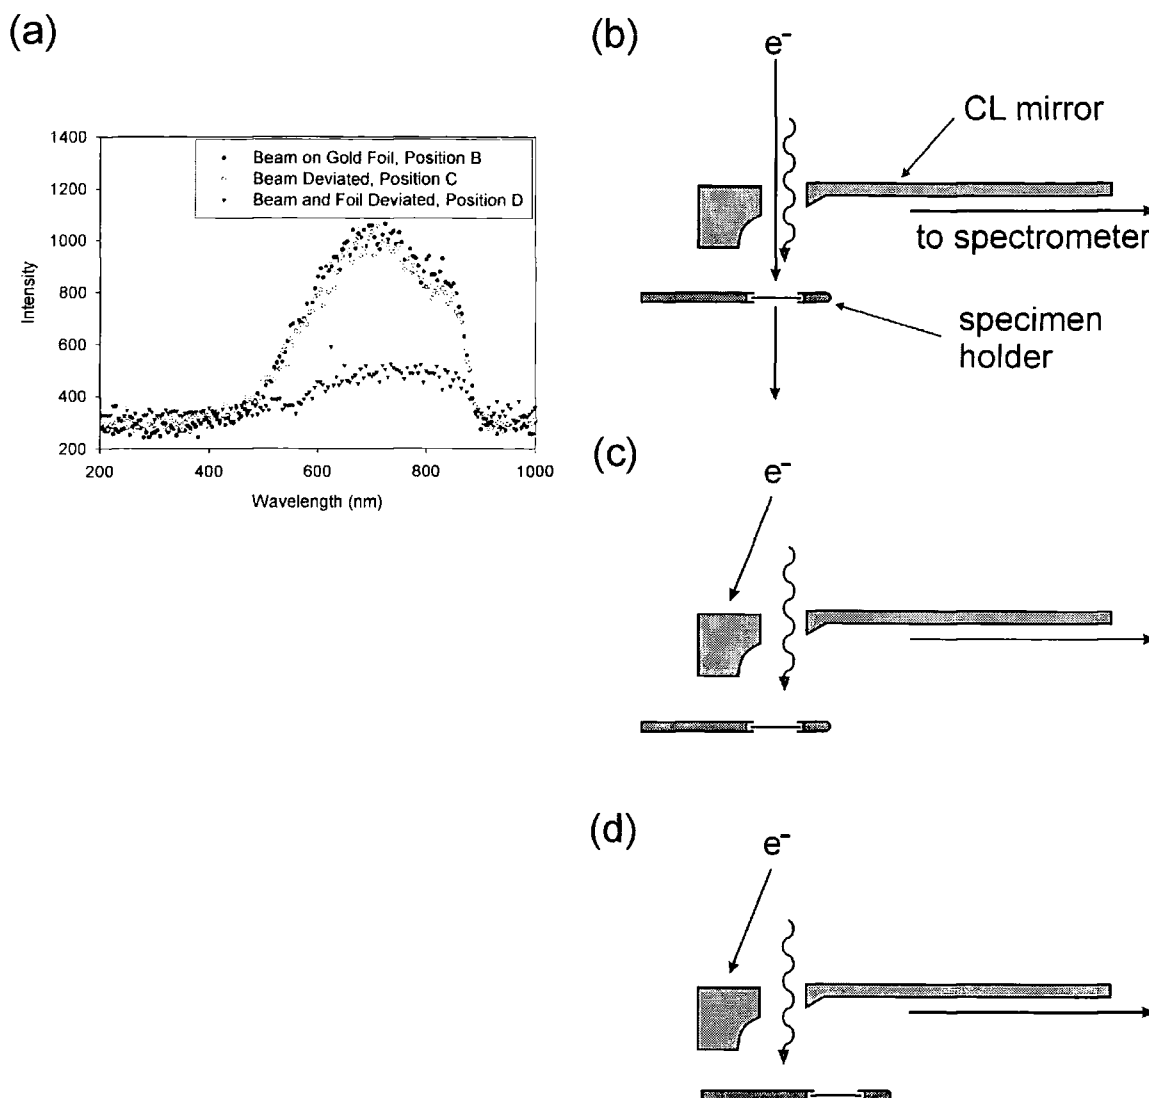 (a)
1400
1200
1000
800
600
400
200
200 400 600 800 1000
Intensity
Wavelength (nm)
Beam on Gold Foil, Position B
Beam Deviated, Position C
Beam and Foil Deviated, Position D
(b)
e⁻
CL mirror
to spectrometer
specimen
holder
(c)
e⁻
(d)
e⁻